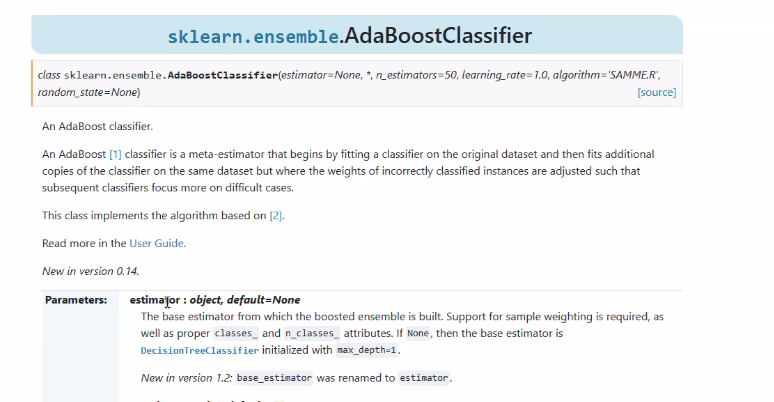 sklearn.ensemble.AdaBoostClassifier
class sklearn.ensemble.AdaBoostClassifier(estimator=None, *, n_estimators=50, learning_rate=1.0, algorithm='SAMME.R',
random_state=None) [source]
An AdaBoost classifier.
An AdaBoost [1] classifier is a meta-estimator that begins by fitting a classifier on the original dataset and then fits additional
copies of the classifier on the same dataset but where the weights of incorrectly classified instances are adjusted such that
subsequent classifiers focus more on difficult cases.
This class implements the algorithm based on [2].
Read more in the User Guide.
New in version 0.14.
Parameters: estimator : object, default=None
The base estimator from which the boosted ensemble is built. Support for sample weighting is required, as
well as proper classes_ and n_classes_ attributes. If None, then the base estimator is
DecisionTreeClassifier initialized with max_depth=1.
New in version 1.2: base_estimator was renamed to estimator.